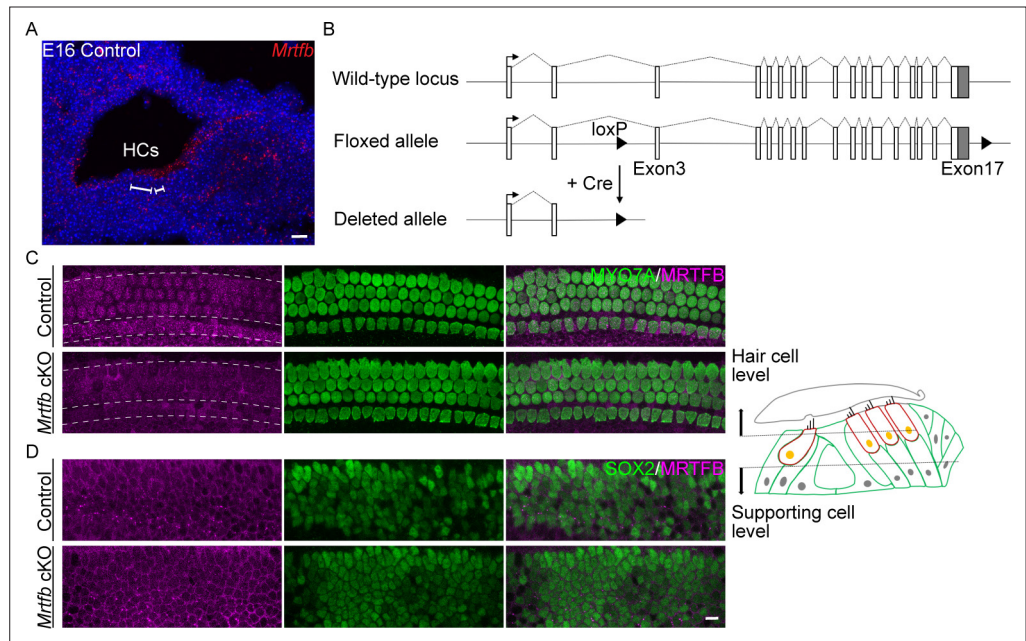 A
E16 Control
Mrtfb
HCs
B
Wild-type locus
Floxed allele
loxP
Exon3
Exon17
+ Cre
Deleted allele
C
MYO7A/MRTFB
Control
Mrtfb cKO
D
SOX2/MRTFB
Control
Mrtfb cKO
Hair cell
level
Supporting cell
level